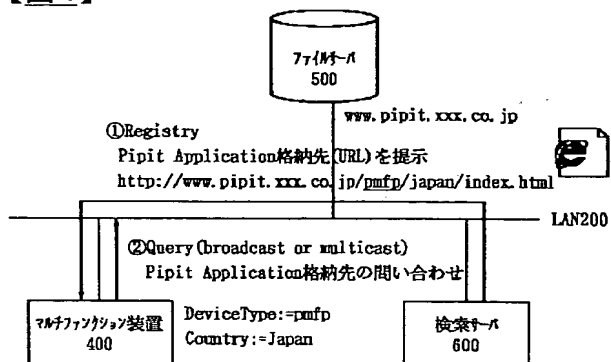 ファイルサーバ
500
www.pipit.xxx.co.jp
①Registry
Pipit Application格納先(URL)を提示
http://www.pipit.xxx.co.jp/pmfp/japan/index.html
LAN200
②Query(broadcast or multicast)
Pipit Application格納先の問い合わせ
マルチファンクション装置
400
DeviceType:=pmfp
Country:=Japan
検索サーバ
600